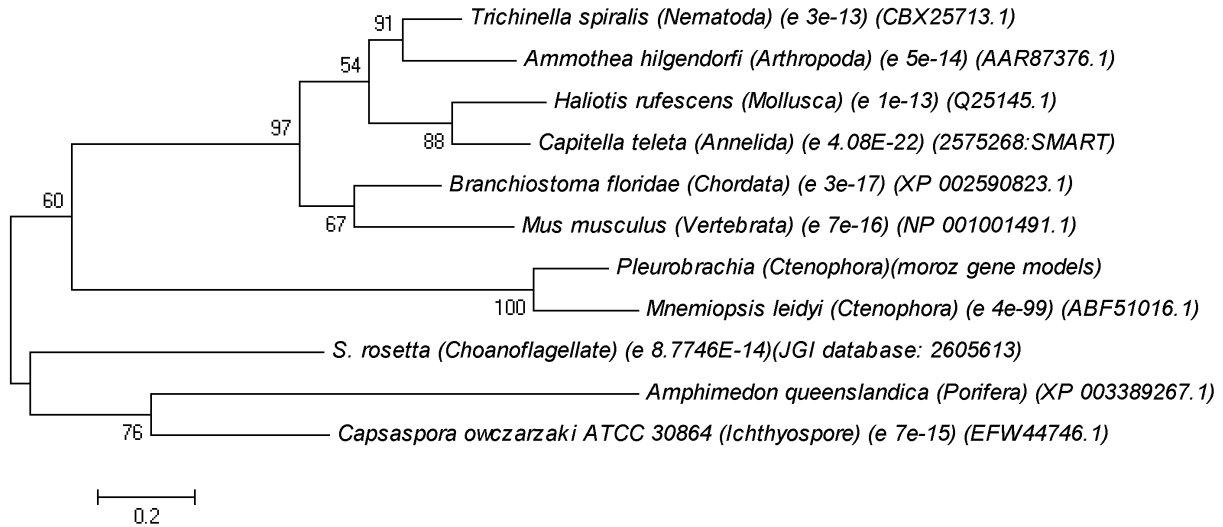 91
Trichinella spiralis (Nematoda) (e 3e-13) (CBX25713.1)
Ammothea hilgendorfi (Arthropoda) (e 5e-14) (AAR87376.1)
54
Haliotis rufescens (Mollusca) (e 1e-13) (Q25145.1)
97
88
Capitella teleta (Annelida) (e 4.08E-22) (2575268:SMART)
Branchiostoma floridae (Chordata) (e 3e-17) (XP 002590823.1)
60
67
Mus musculus (Vertebrata) (e 7e-16) (NP 001001491.1)
Pleurobrachia (Ctenophora)(moroz gene models)
100
Mnemiopsis leidyi (Ctenophora) (e 4e-99) (ABF51016.1)
S. rosetta (Choanoflagellate) (e 8.7746E-14)(JGI database: 2605613)
Amphimedon queenslandica (Porifera) (XP 003389267.1)
76
Capsaspora owczarzaki ATCC 30864 (Ichthyospore) (e 7e-15) (EFW44746.1)
0.2